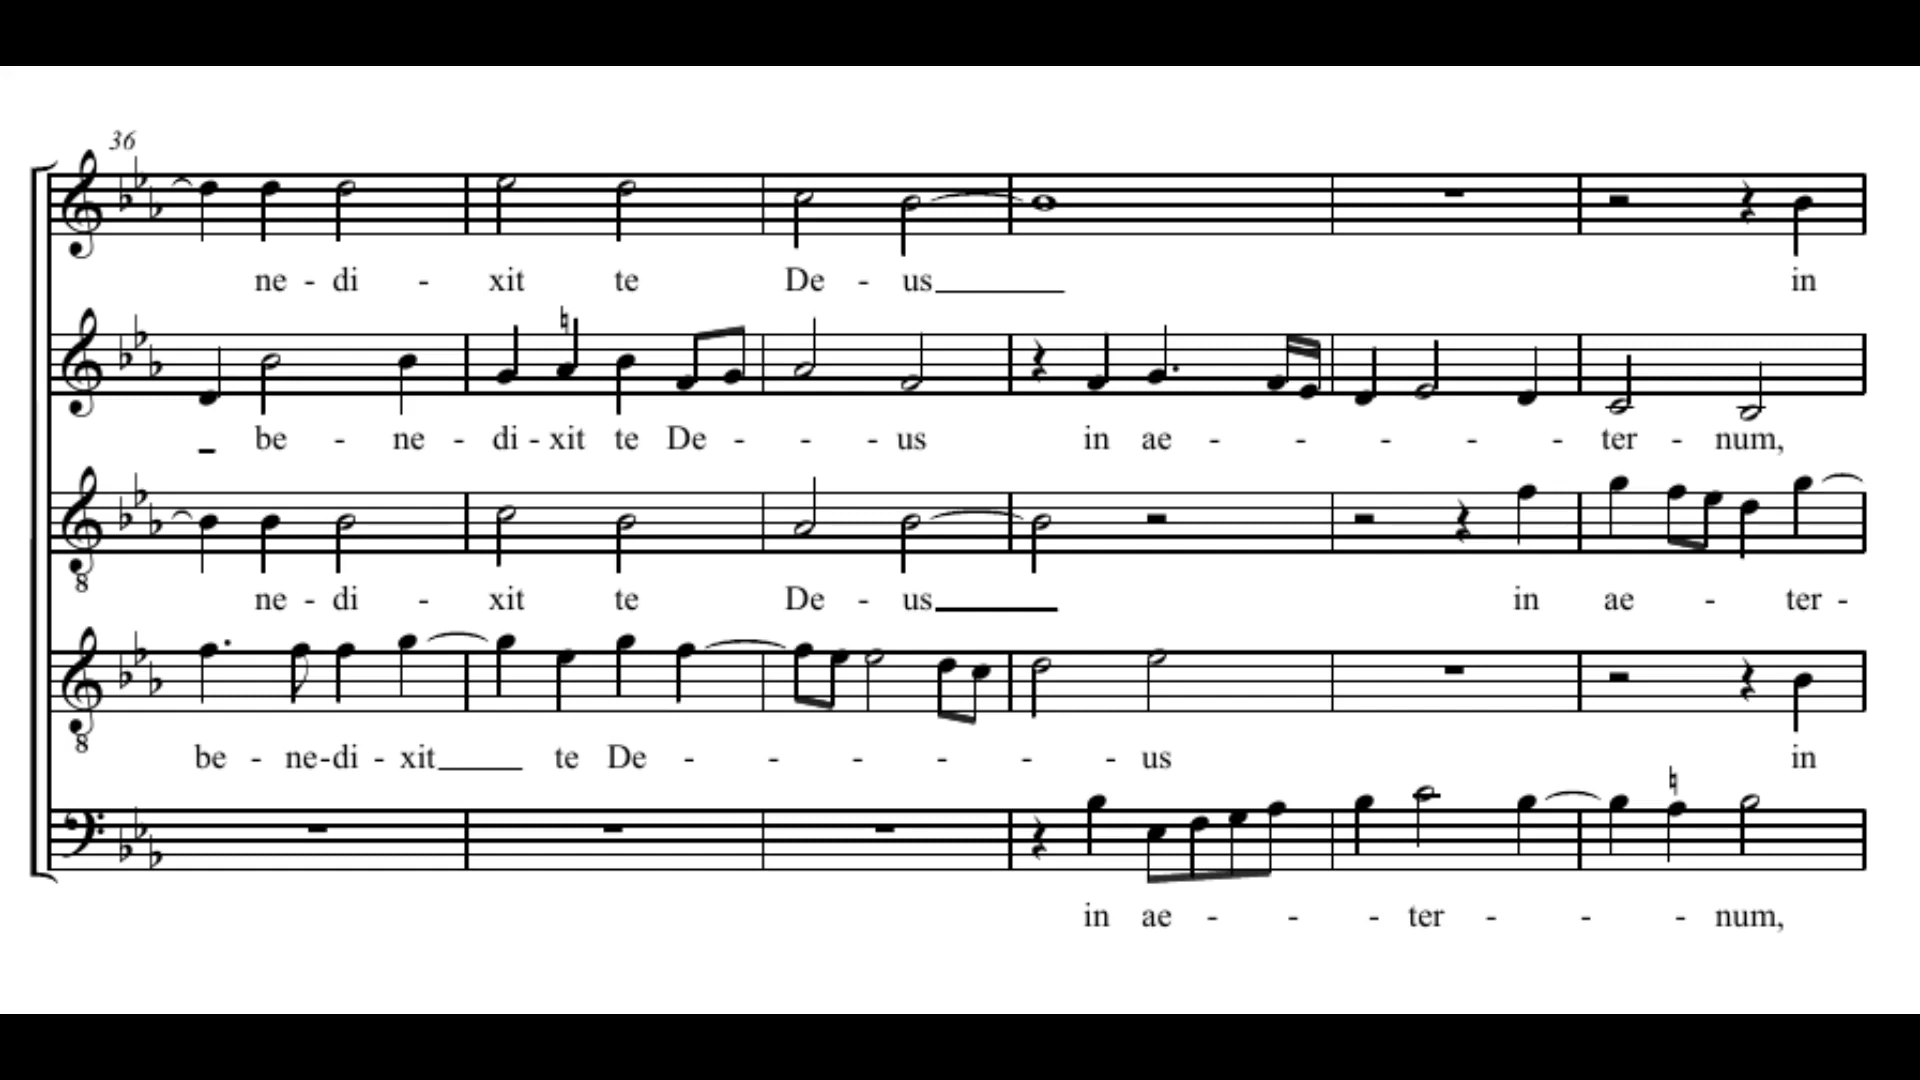 36
ne - di - xit te De - us in
be - ne - di - xit te De - - - us in ae - - - - - ter - num,
8
ne - di - xit te De - us in ae - ter -
8
be - ne - di - xit te De - - - - - - us in
in ae - - - ter - - - num,